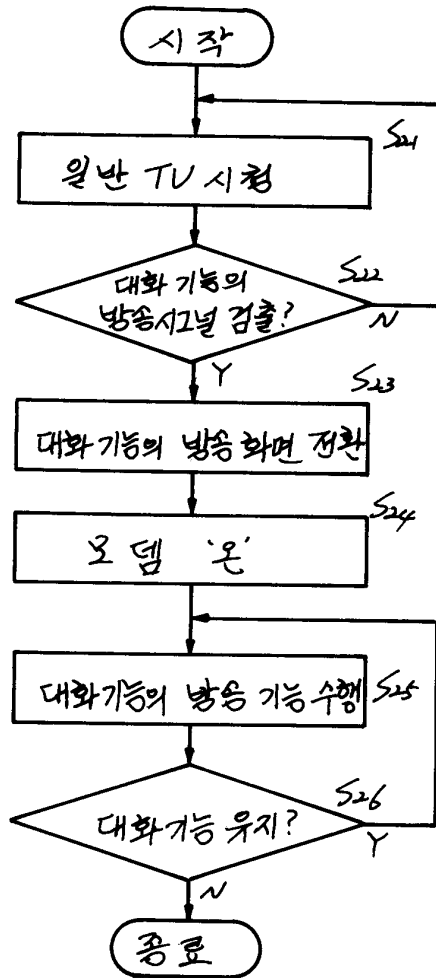 시작
S21
일반 TV 시청
대화 기능의
방송시그널 검출?
S22
N
Y
S23
대화기능의 방송화면 전환
S24
모뎀 '온'
대화기능의 방송 기능 수행
S25
S26
대화기능 유지?
Y
N
종료